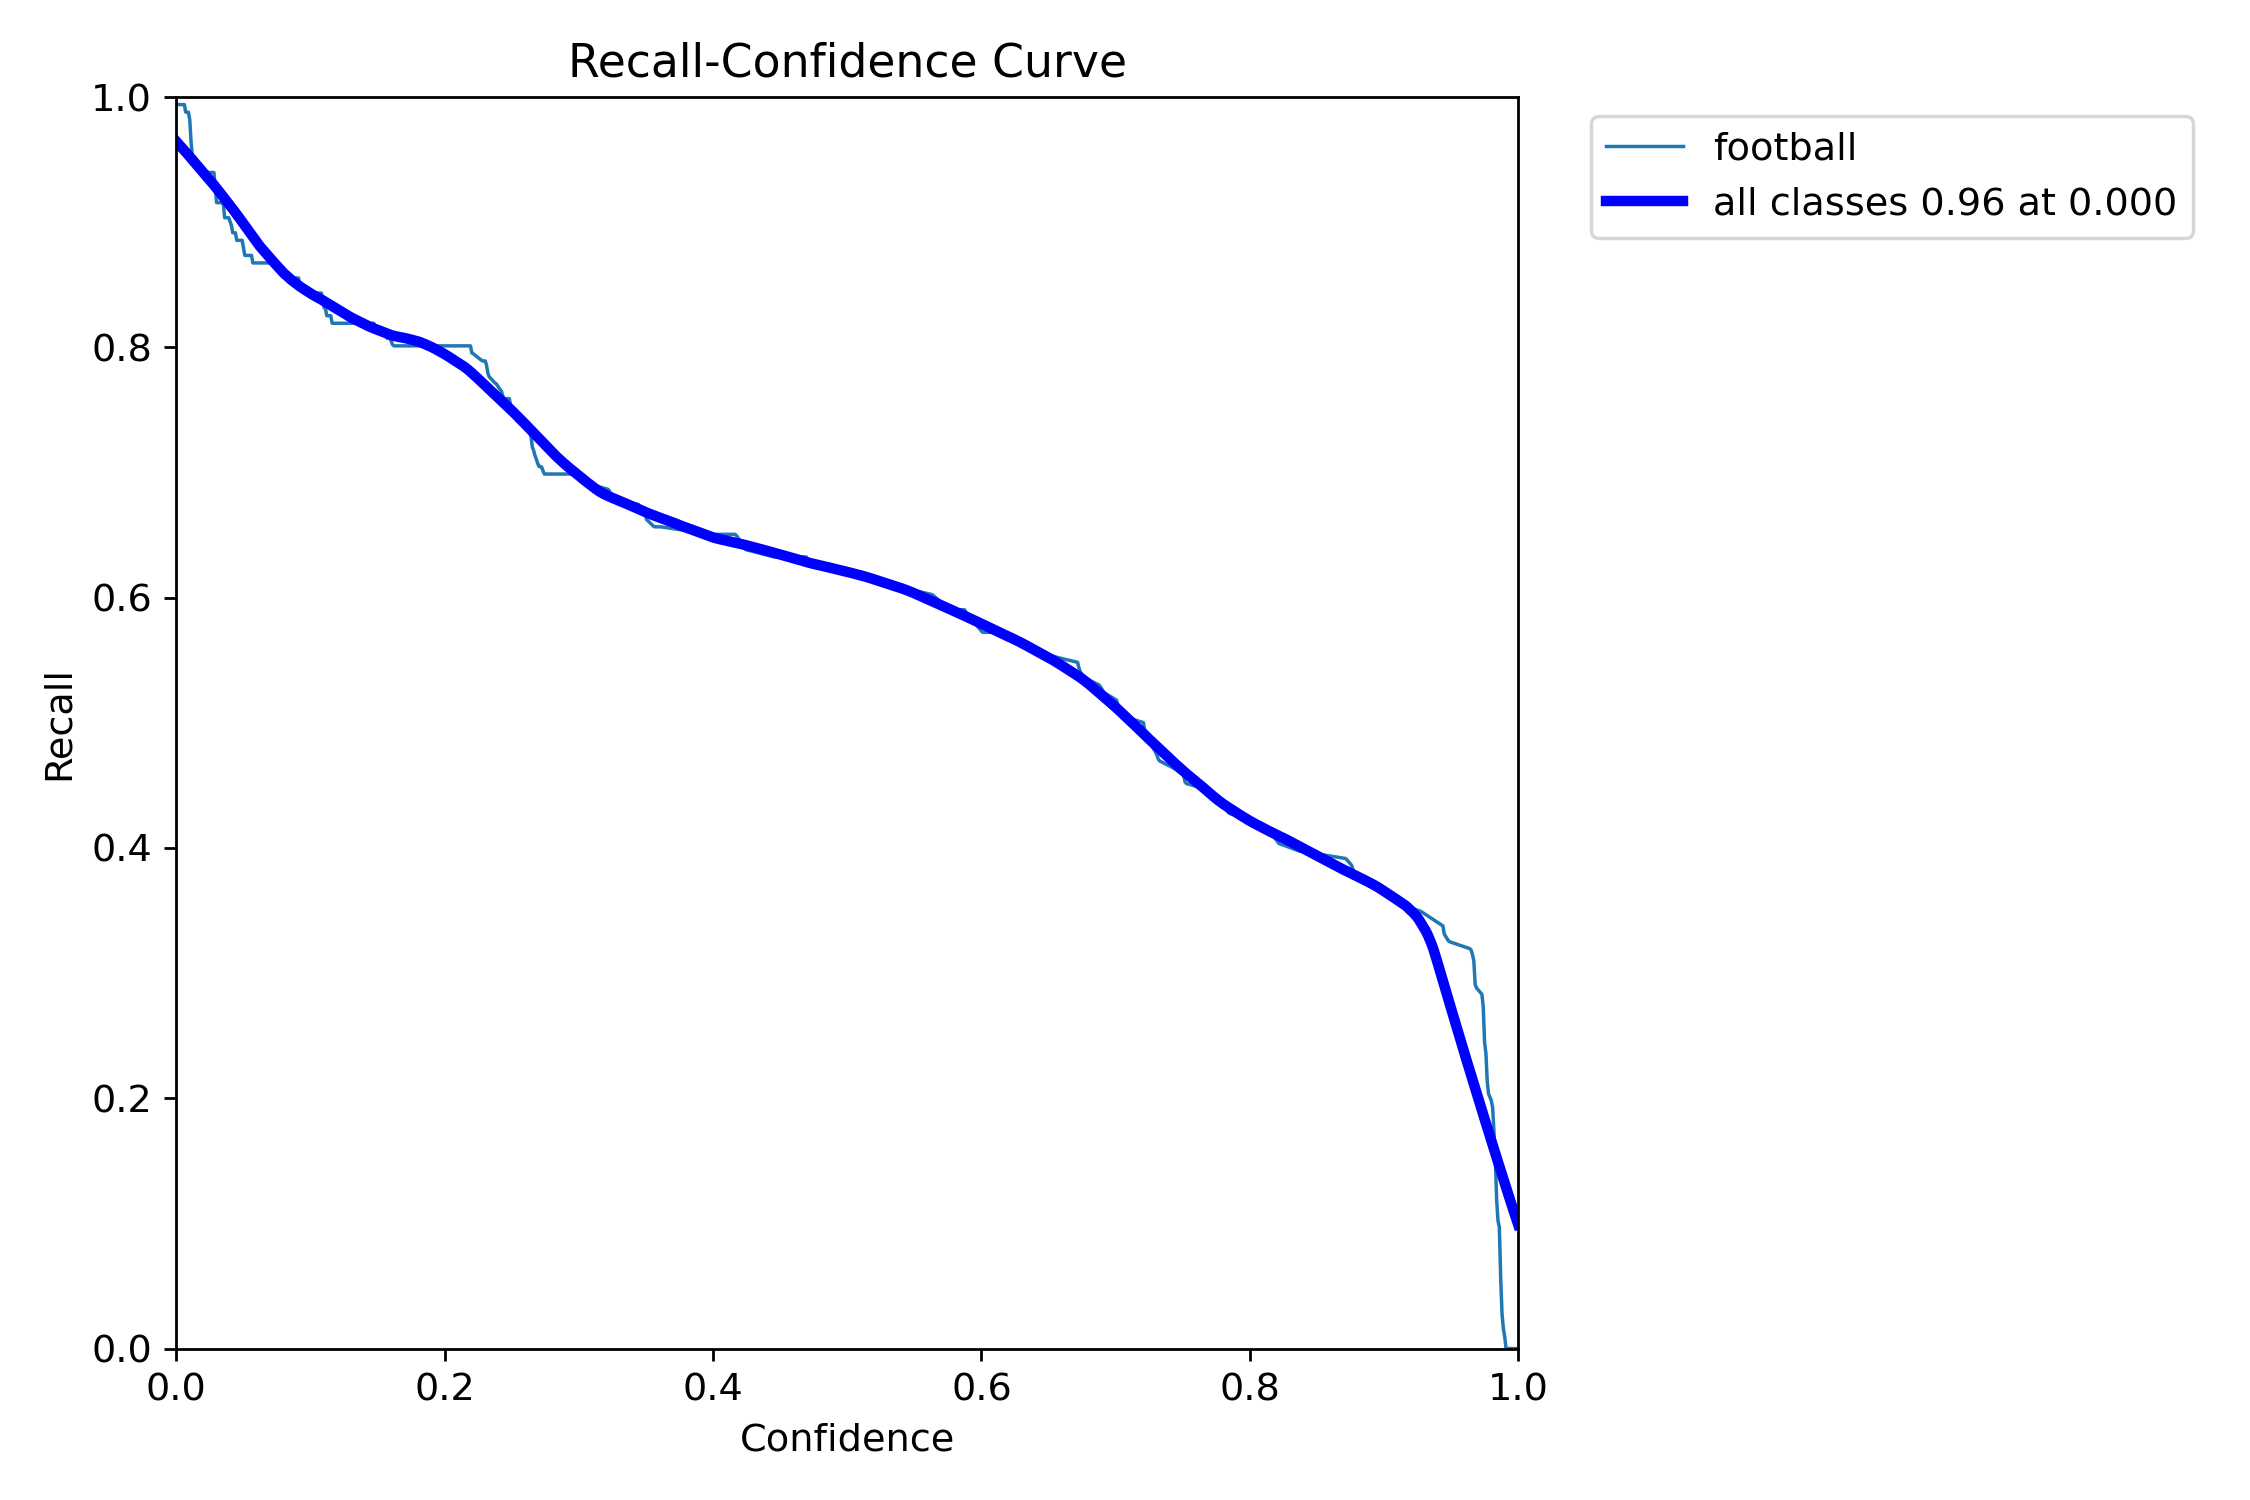 Recall-Confidence Curve
football
all classes 0.96 at 0.000
1.0
0.8
0.6
0.4
0.2
0.0
Recall
0.0 0.2 0.4 0.6 0.8 1.0
Confidence